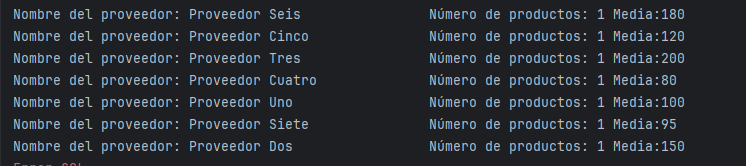 Nombre del proveedor: Proveedor Seis Número de productos: 1 Media:180
Nombre del proveedor: Proveedor Cinco Número de productos: 1 Media:120
Nombre del proveedor: Proveedor Tres Número de productos: 1 Media:200
Nombre del proveedor: Proveedor Cuatro Número de productos: 1 Media:80
Nombre del proveedor: Proveedor Uno Número de productos: 1 Media:100
Nombre del proveedor: Proveedor Siete Número de productos: 1 Media:95
Nombre del proveedor: Proveedor Dos Número de productos: 1 Media:150